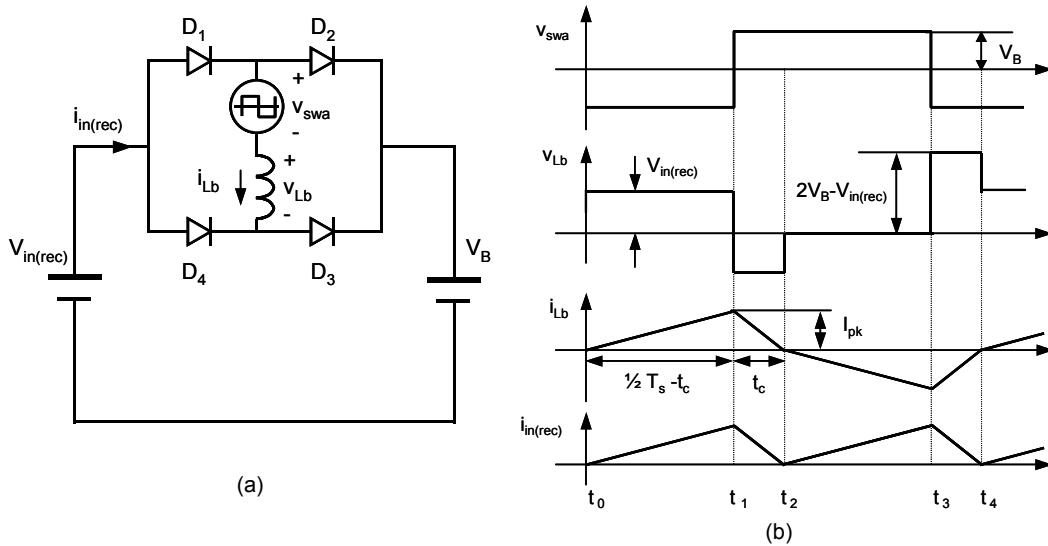 D1 D2
+
vswa
-
iin(rec)
+
iLb
vLb
-
Vin(rec)
D4 D3
VB
(a)
vswa
VB
vLb
Vin(rec)
2VB-Vin(rec)
iLb
Ipk
½ Ts -tc
tc
iin(rec)
t0 t1 t2 t3 t4
(b)